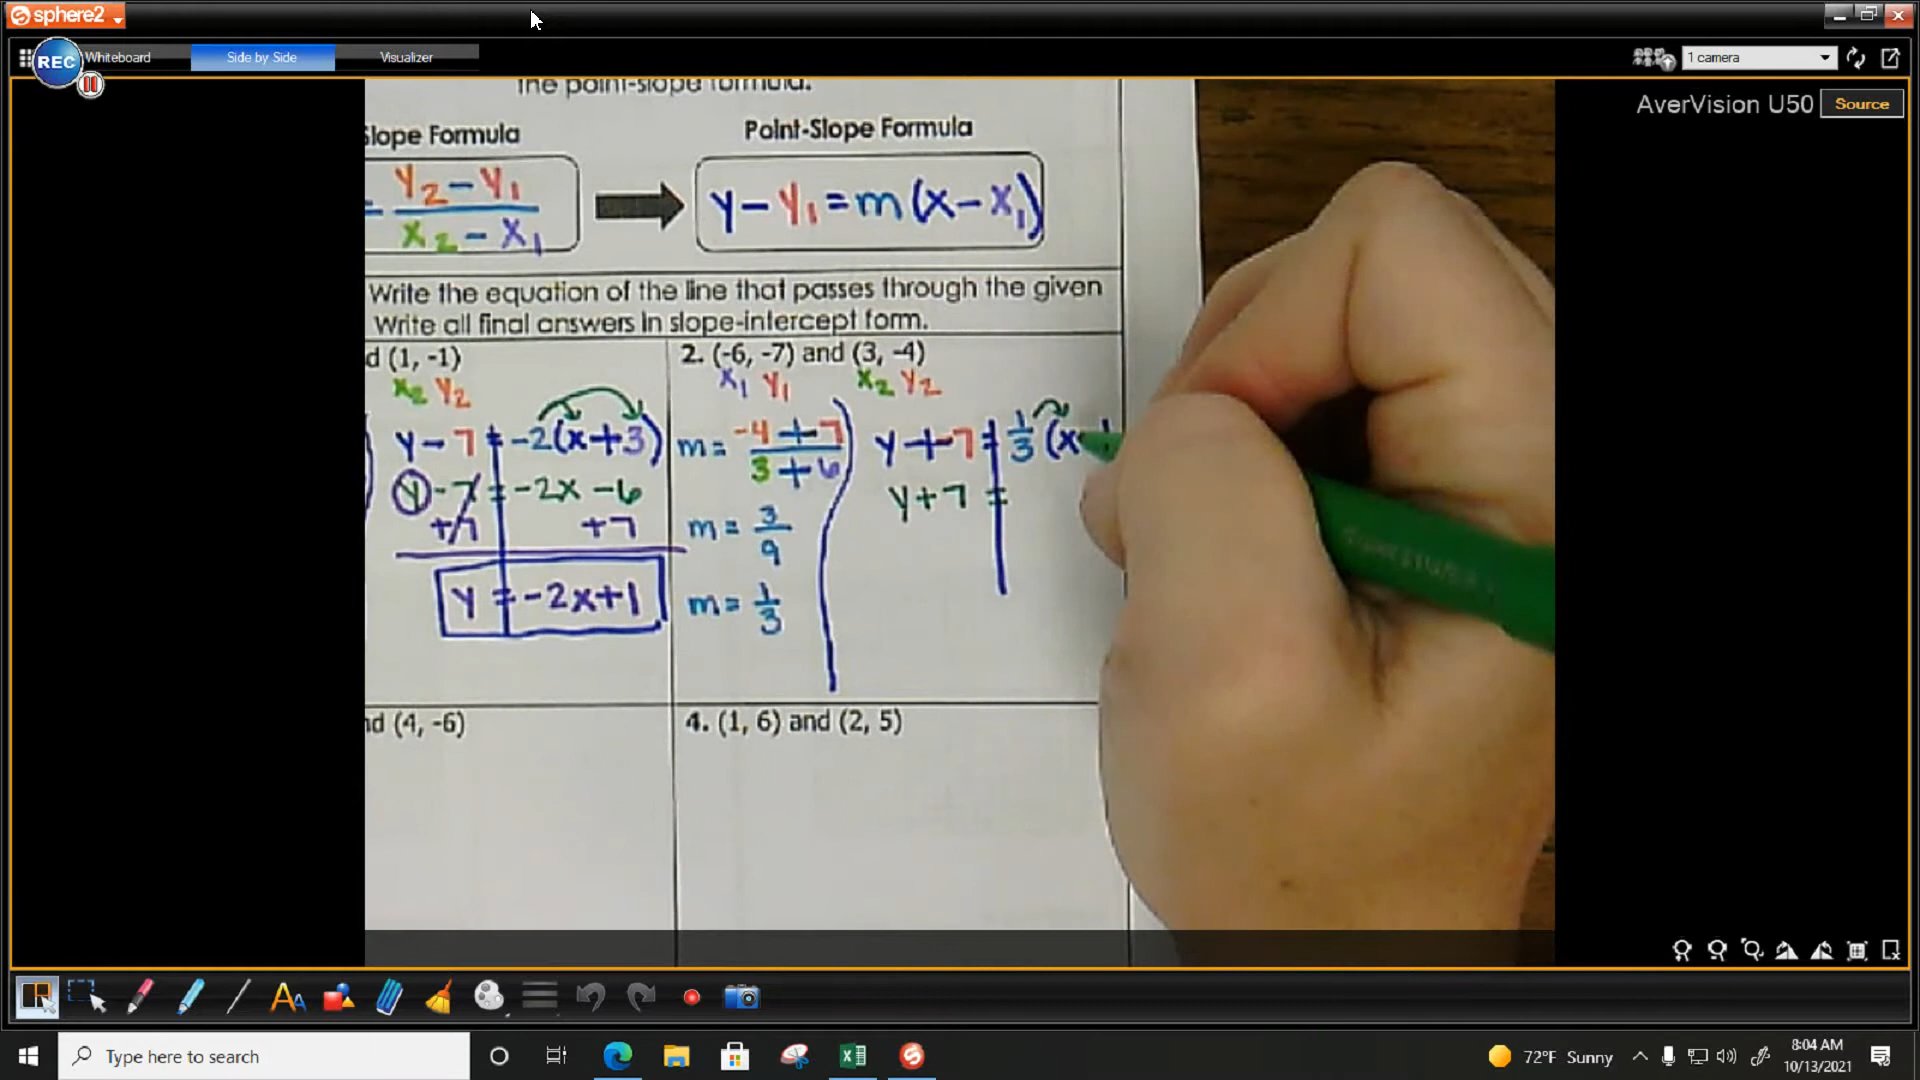 sphere2
REC
Whiteboard
Side by Side
Visualizer
1 camera
AverVision U50
Source
the point-slope formula.
Slope Formula
Point-Slope Formula
y₂ - y₁
x₂ - x₁
y - y₁ = m(x - x₁)
Write the equation of the line that passes through the given
Write all final answers in slope-intercept form.
d (1, -1)
x₂ y₂
y - 7 = -2(x + 3)
y - 7 = -2x - 6
+7 +7
y = -2x + 1
2. (-6, -7) and (3, -4)
x₁ y₁ x₂ y₂
m = -4 + 7
3 + 6
m = 3/9
m = 1/3
y + 7 = 1/3 (x
y + 7 =
nd (4, -6)
4. (1, 6) and (2, 5)
Type here to search
72°F Sunny
8:04 AM
10/13/2021